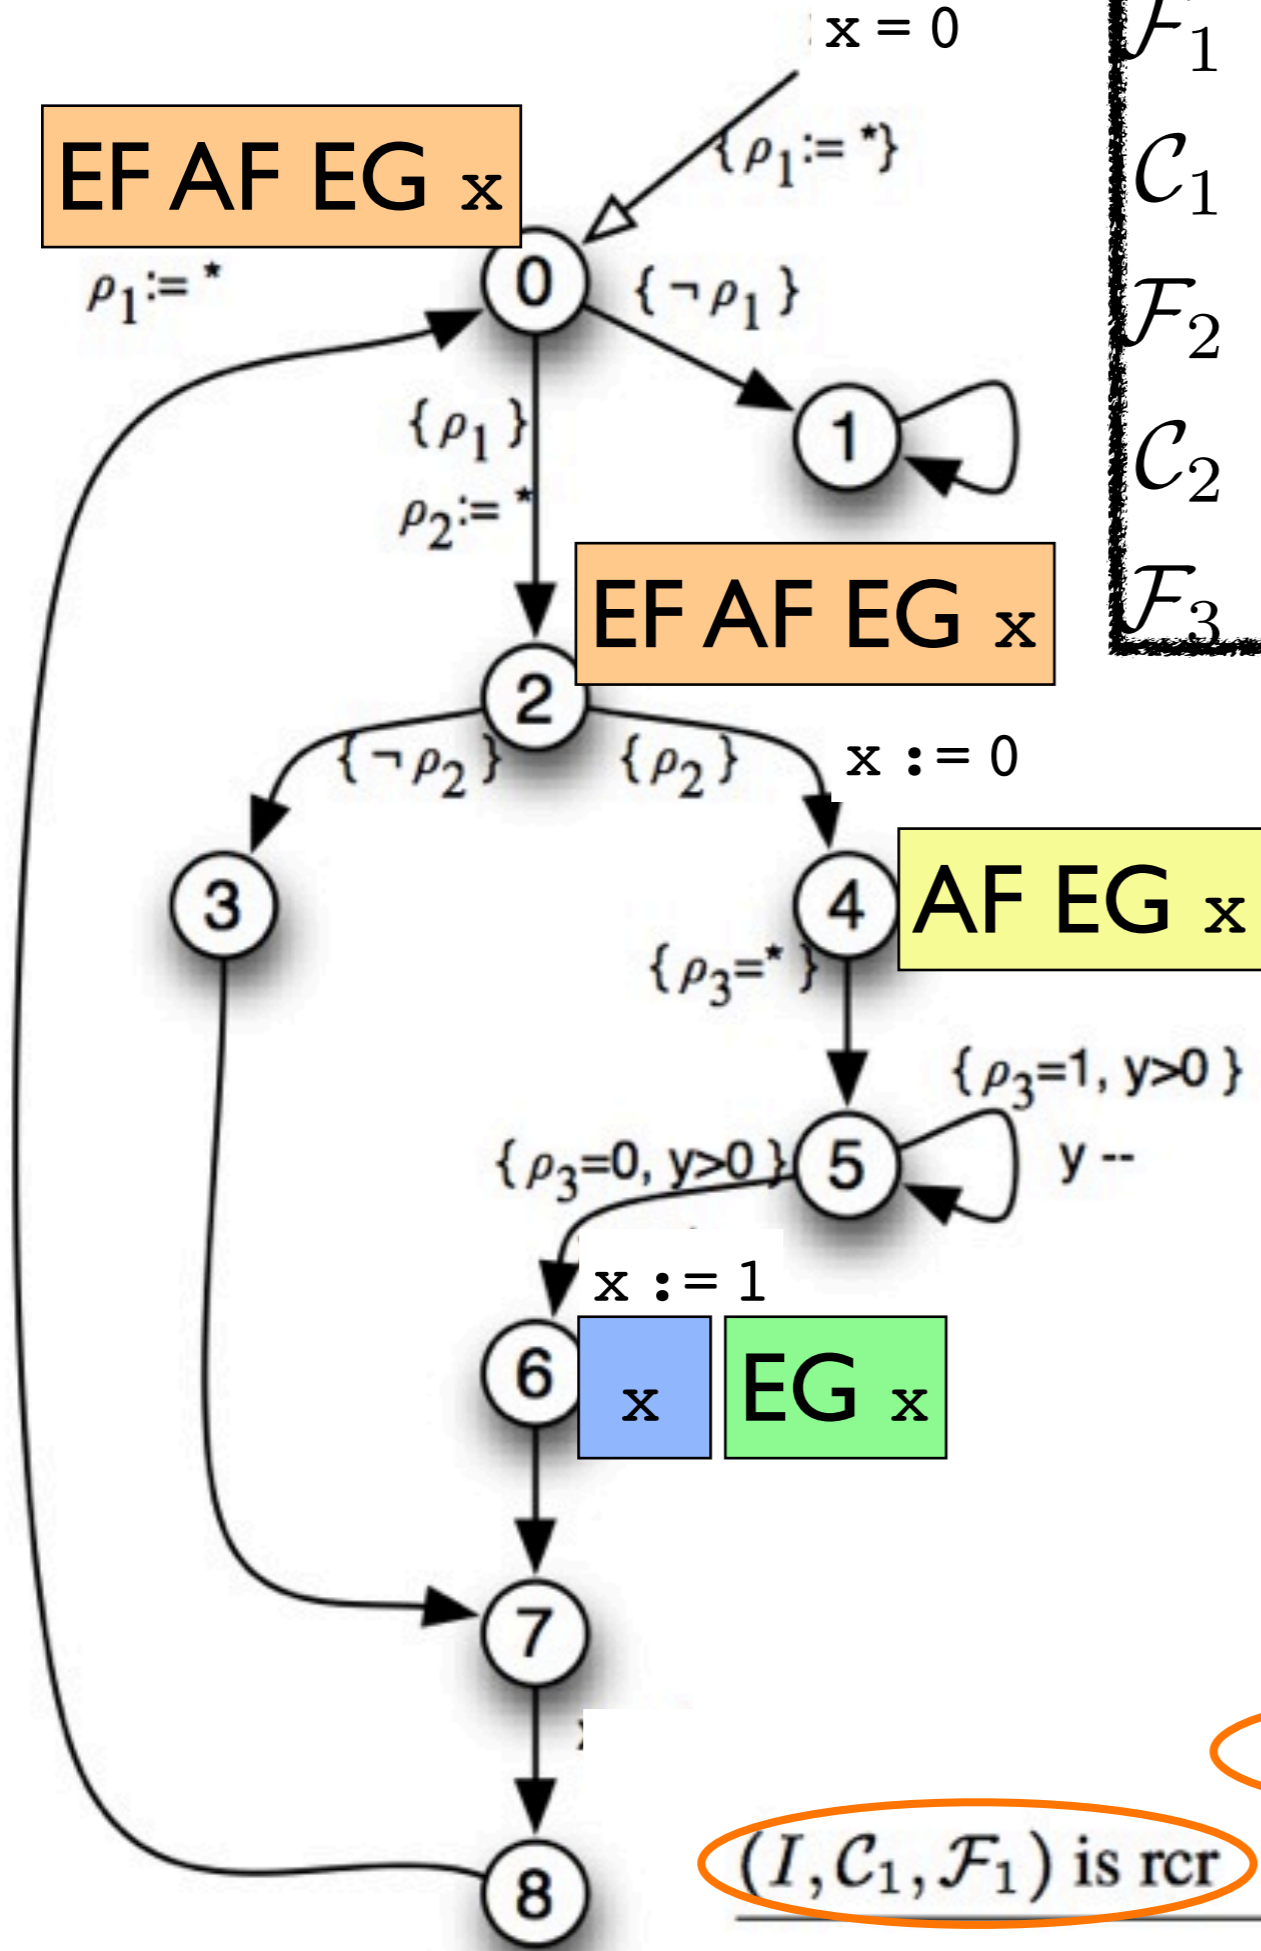 x = 0
ℱ₁
{ρ₁:= *}
𝒞₁
EF AF EG x
ρ₁:= *
0
{¬ρ₁}
ℱ₂
{ρ₁}
1
𝒞₂
ρ₂:= *
EF AF EG x
ℱ₃
2
{¬ρ₂}
{ρ₂}
x := 0
3
4
AF EG x
{ρ₃=*}
{ρ₃=1, y>0}
{ρ₃=0, y>0}
5
y --
x := 1
6
x
EG x
7
(I, 𝒞₁, ℱ₁) is rcr
8